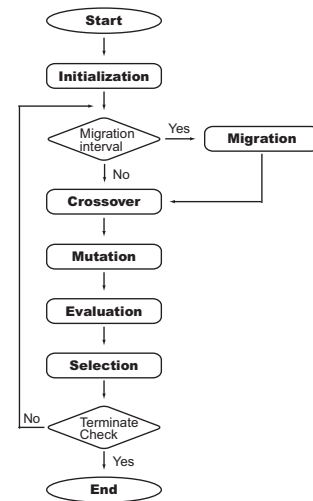 Start
Initialization
Migration
interval
Yes
Migration
No
Crossover
Mutation
Evaluation
Selection
No
Terminate
Check
Yes
End